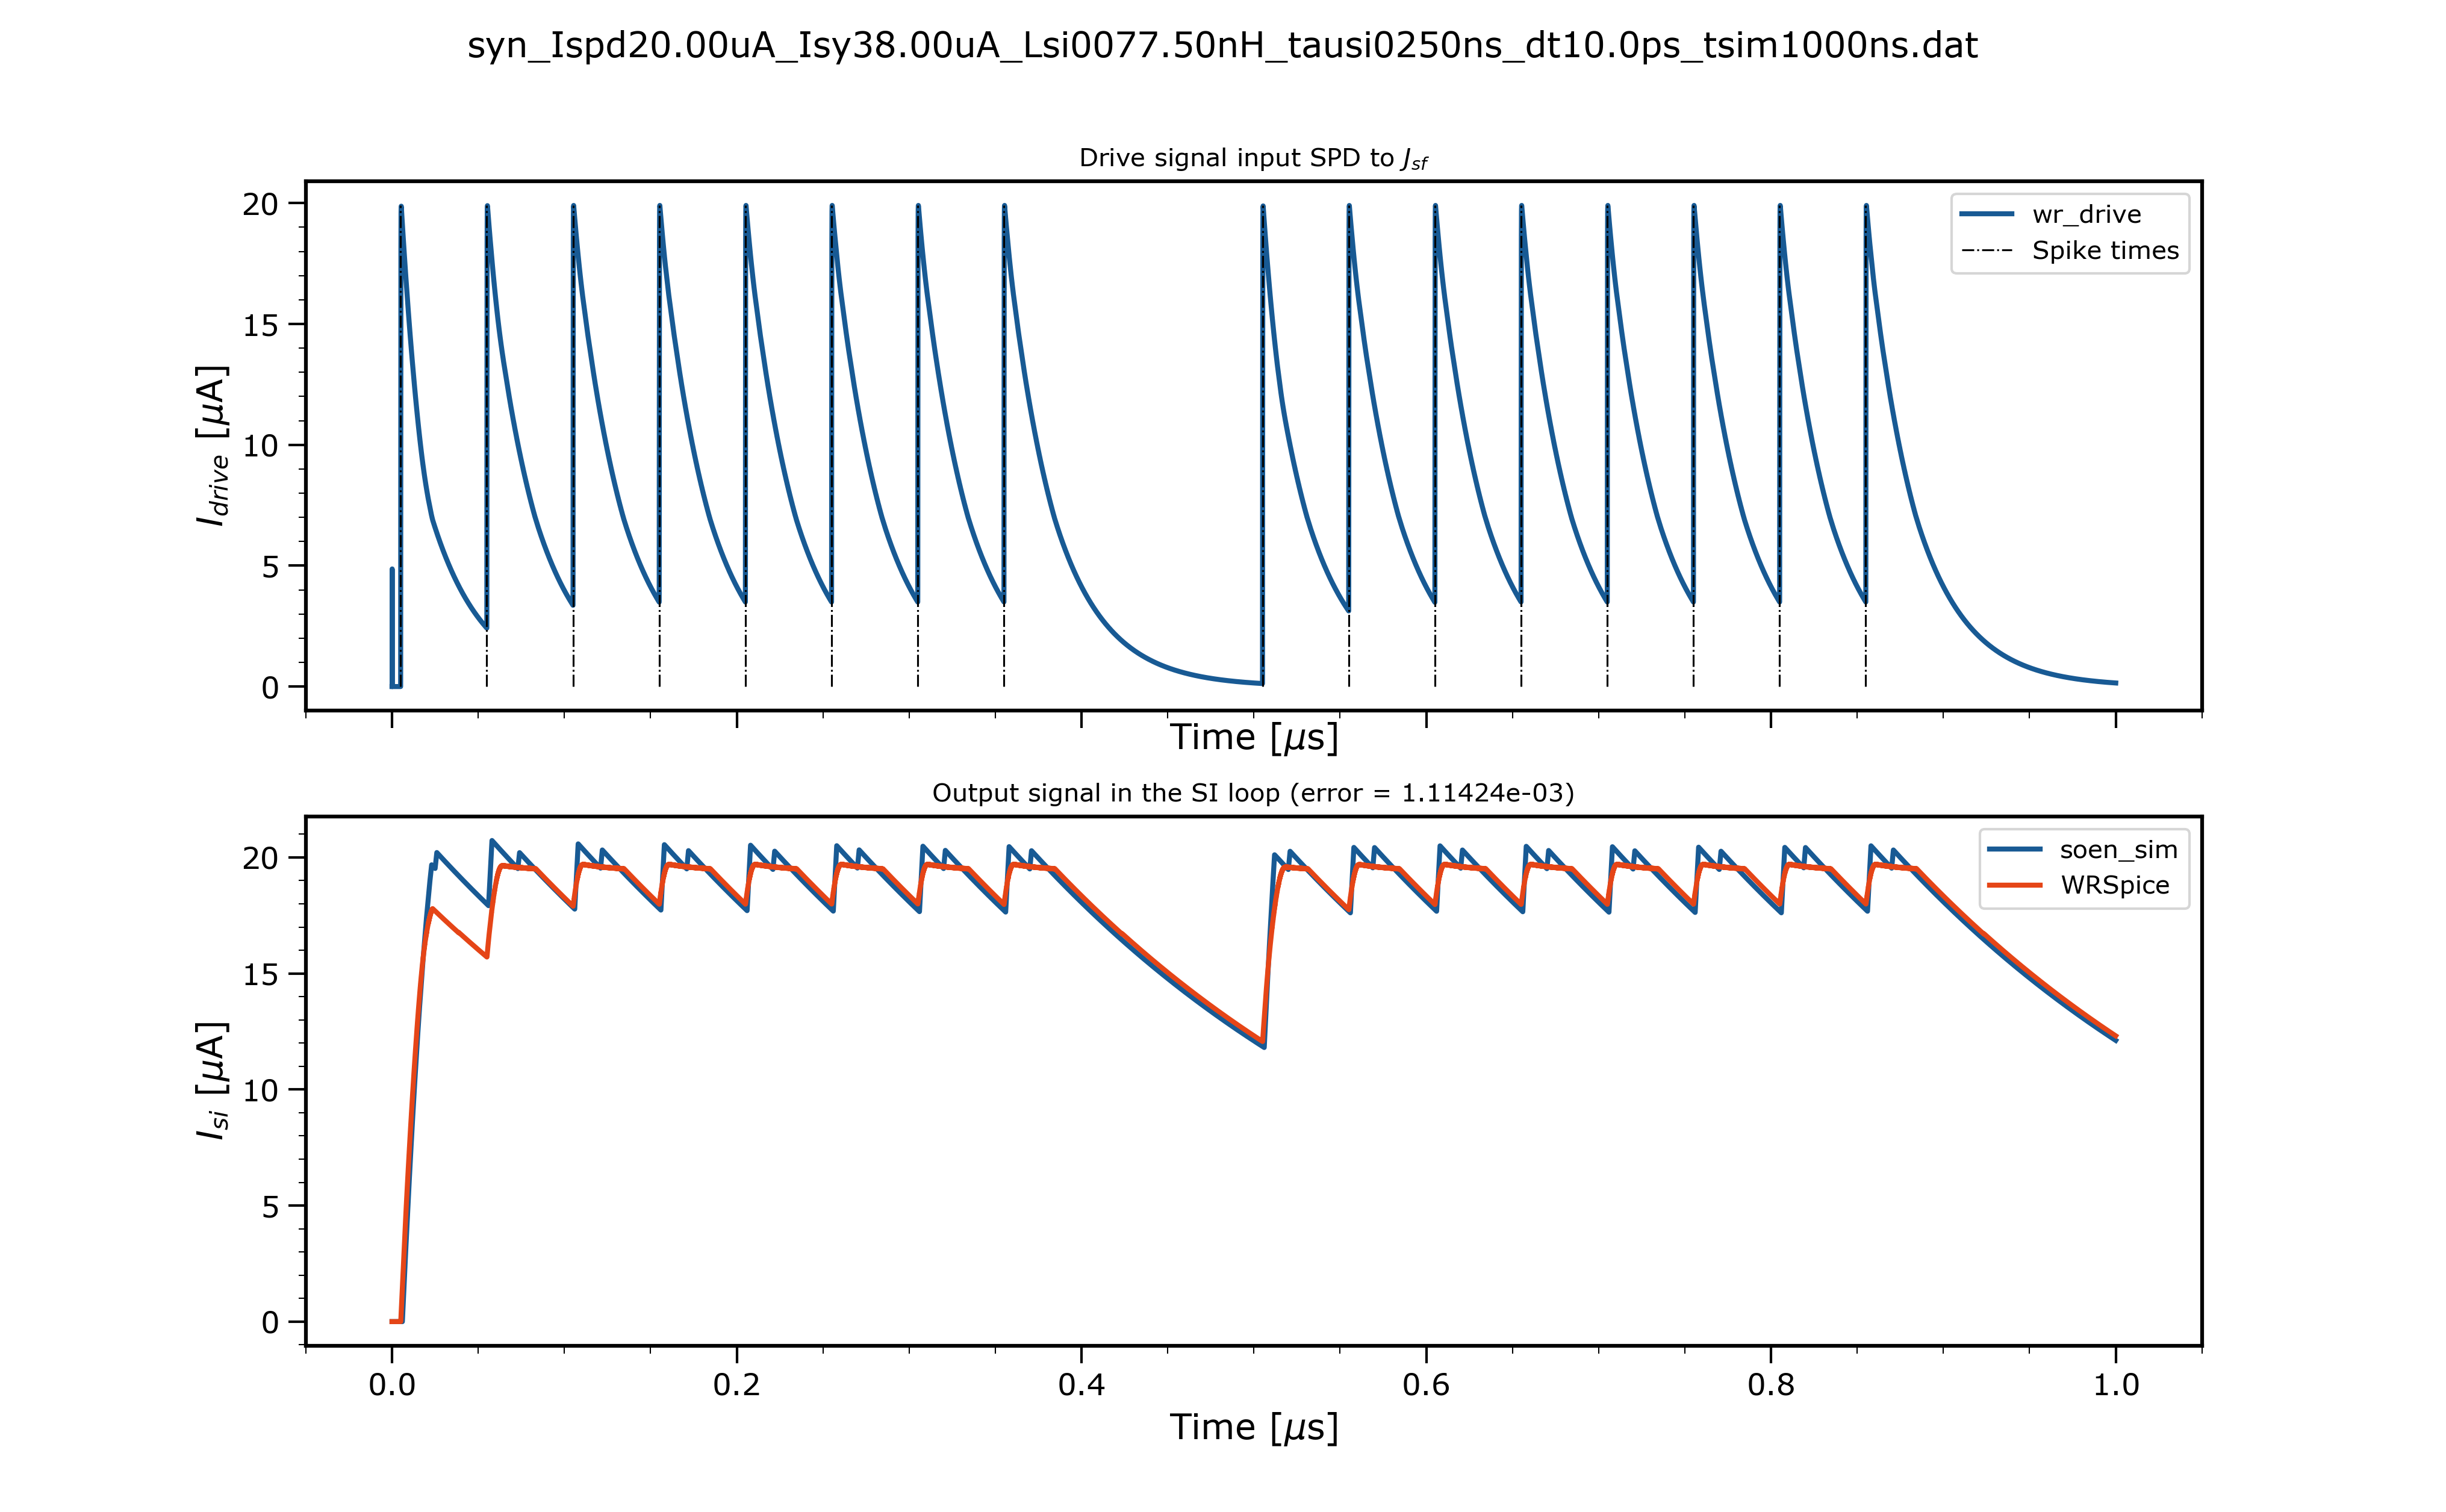 syn_Ispd20.00uA_Isy38.00uA_Lsi0077.50nH_tausi0250ns_dt10.0ps_tsim1000ns.dat
Drive signal input SPD to J_sf
20
15
10
5
0
I_drive [μA]
wr_drive
Spike times
Time [μs]
Output signal in the SI loop (error = 1.11424e-03)
20
15
10
5
0
I_si [μA]
soen_sim
WRSpice
0.0 0.2 0.4 0.6 0.8 1.0
Time [μs]